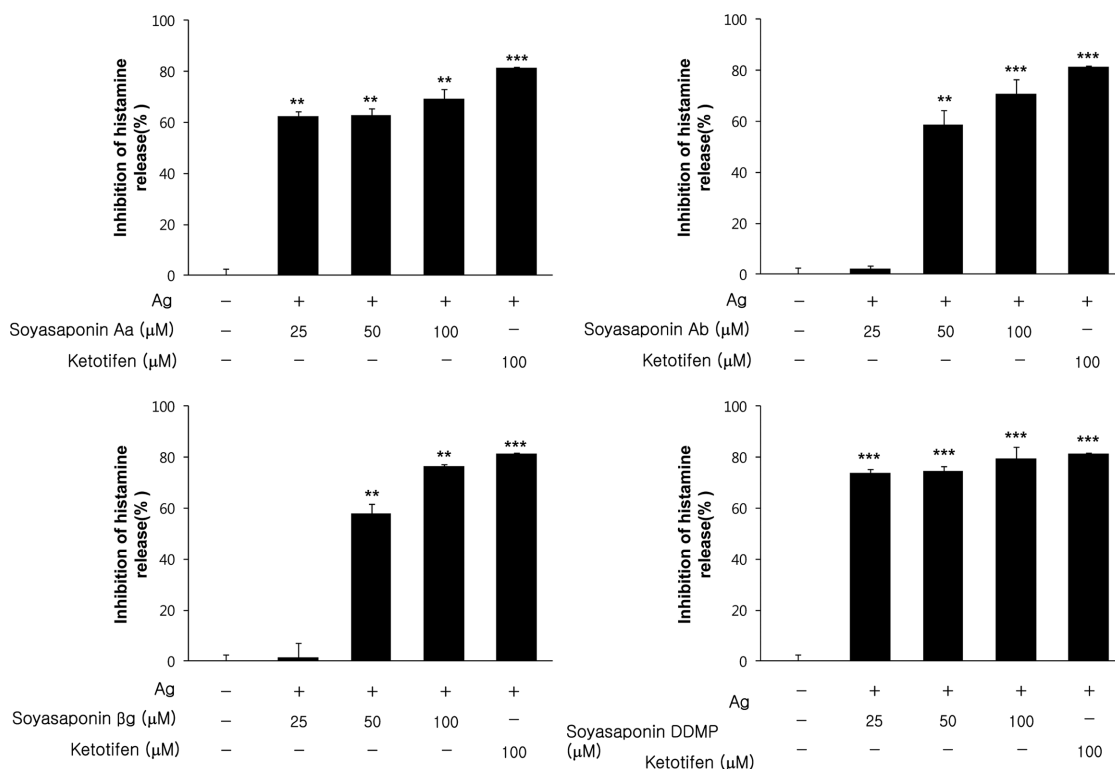 100
80
60
40
20
0
Inhibition of histamine
release(% )
** ** ** ***
Ag − + + + +
Soyasaponin Aa (μM) − 25 50 100 −
Ketotifen (μM) − − − − 100
100
80
60
40
20
0
Inhibition of histamine
release(% )
** *** ***
Ag − + + + +
Soyasaponin Ab (μM) − 25 50 100 −
Ketotifen (μM) − − − − 100
100
80
60
40
20
0
Inhibition of histamine
release(% )
** ** ***
Ag − + + + +
Soyasaponin βg (μM) − 25 50 100 −
Ketotifen (μM) − − − − 100
100
80
60
40
20
0
Inhibition of histamine
release(% )
*** *** *** ***
Ag − + + + +
Soyasaponin DDMP − 25 50 100 −
(μM)
Ketotifen (μM) − − − − 100